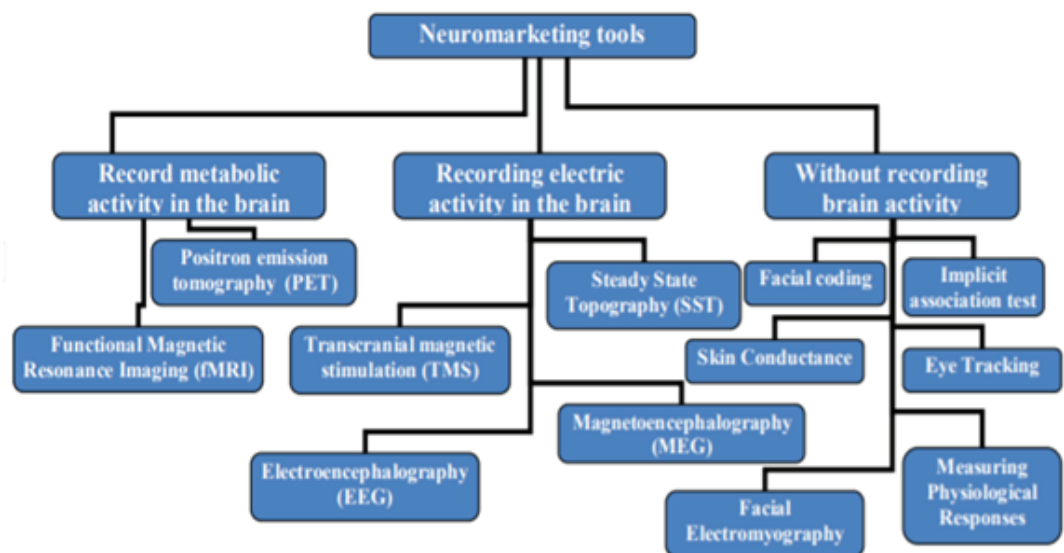 Neuromarketing tools
Record metabolic
activity in the brain
Recording electric
activity in the brain
Without recording
brain activity
Positron emission
tomography (PET)
Steady State
Topography (SST)
Facial coding
Implicit
association test
Functional Magnetic
Resonance Imaging (fMRI)
Transcranial magnetic
stimulation (TMS)
Skin Conductance
Eye Tracking
Magnetoencephalography
(MEG)
Electroencephalography
(EEG)
Measuring
Physiological
Responses
Facial
Electromyography